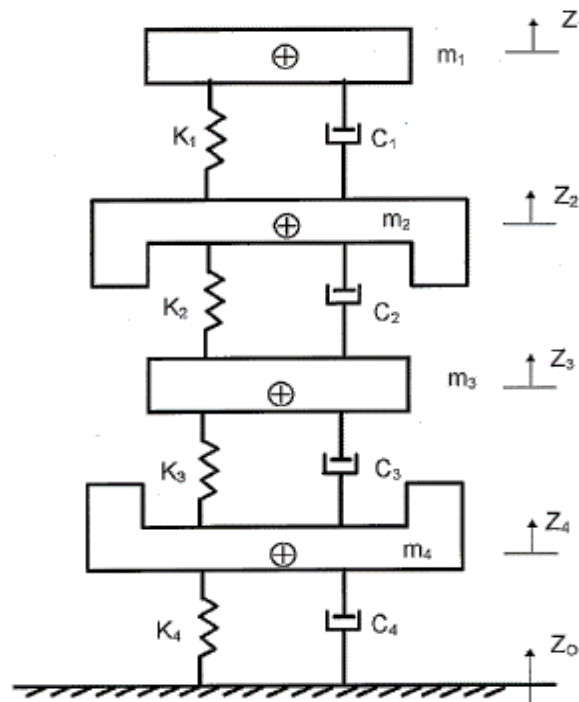 Z
m₁
K₁
C₁
Z₂
m₂
K₂
C₂
Z₃
m₃
K₃
C₃
Z₄
m₄
K₄
C₄
Z₀